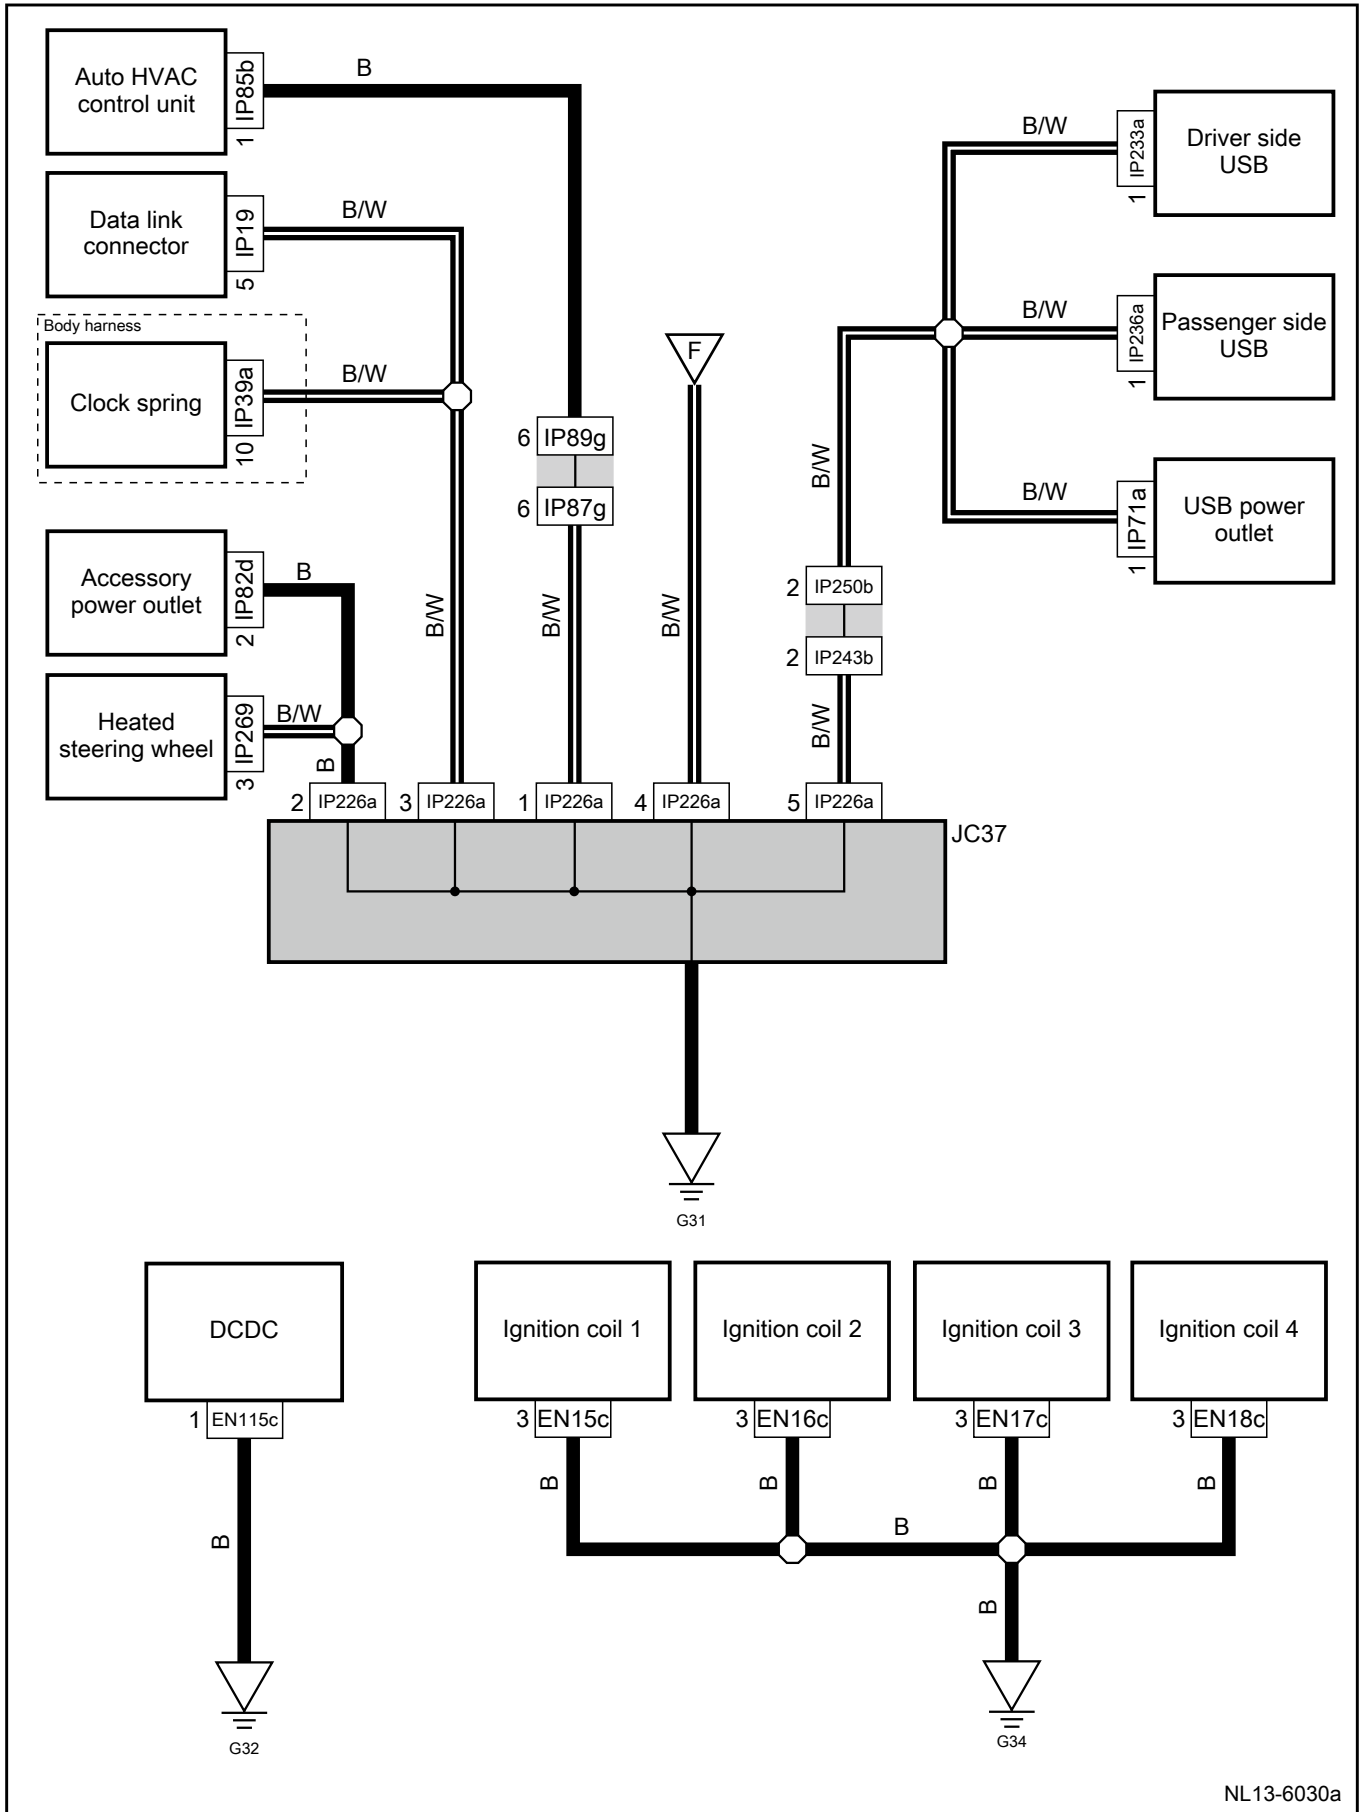 Auto HVAC
control unit
IP85b
1
B
Data link
connector
IP19
5
B/W
Body harness
Clock spring
IP39a
10
B/W
Accessory
power outlet
IP82d
2
B
Heated
steering wheel
IP269
3
B/W
B
B/W
6 IP89g
6 IP87g
B/W
F
B/W
Driver side
USB
IP233a
1
B/W
Passenger side
USB
IP236a
1
B/W
USB power
outlet
IP71a
1
B/W
B/W
2 IP250b
2 IP243b
B/W
2 IP226a 3 IP226a 1 IP226a 4 IP226a 5 IP226a
JC37
G31
DCDC
1 EN115c
B
G32
Ignition coil 1
3 EN15c
B
Ignition coil 2
3 EN16c
B
Ignition coil 3
3 EN17c
B
Ignition coil 4
3 EN18c
B
B
B
G34
NL13-6030a